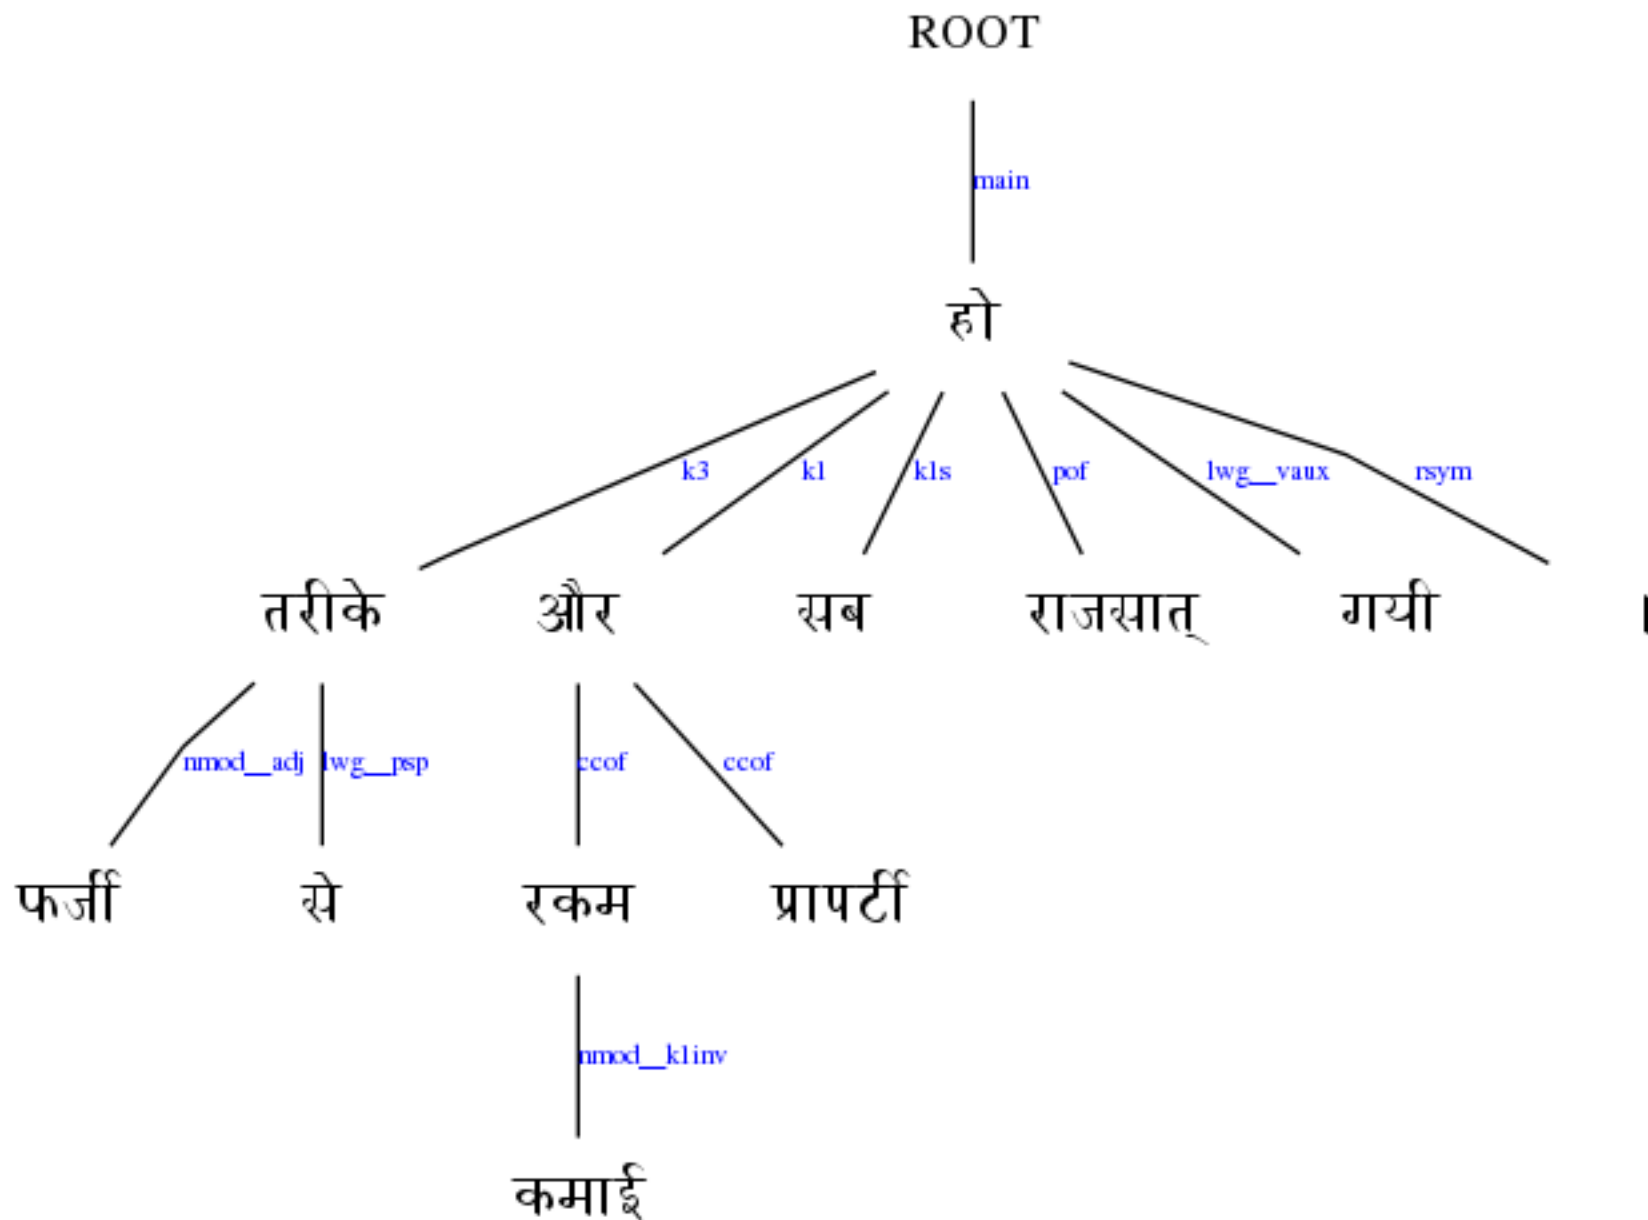 ROOT
main
हो
k3 k1 k1s pof lwg__vaux rsym
तरीके और सब राजसात् गयी ।
nmod__adj lwg__psp ccof ccof
फर्जी से रकम प्रापर्टी
nmod__k1inv
कमाई